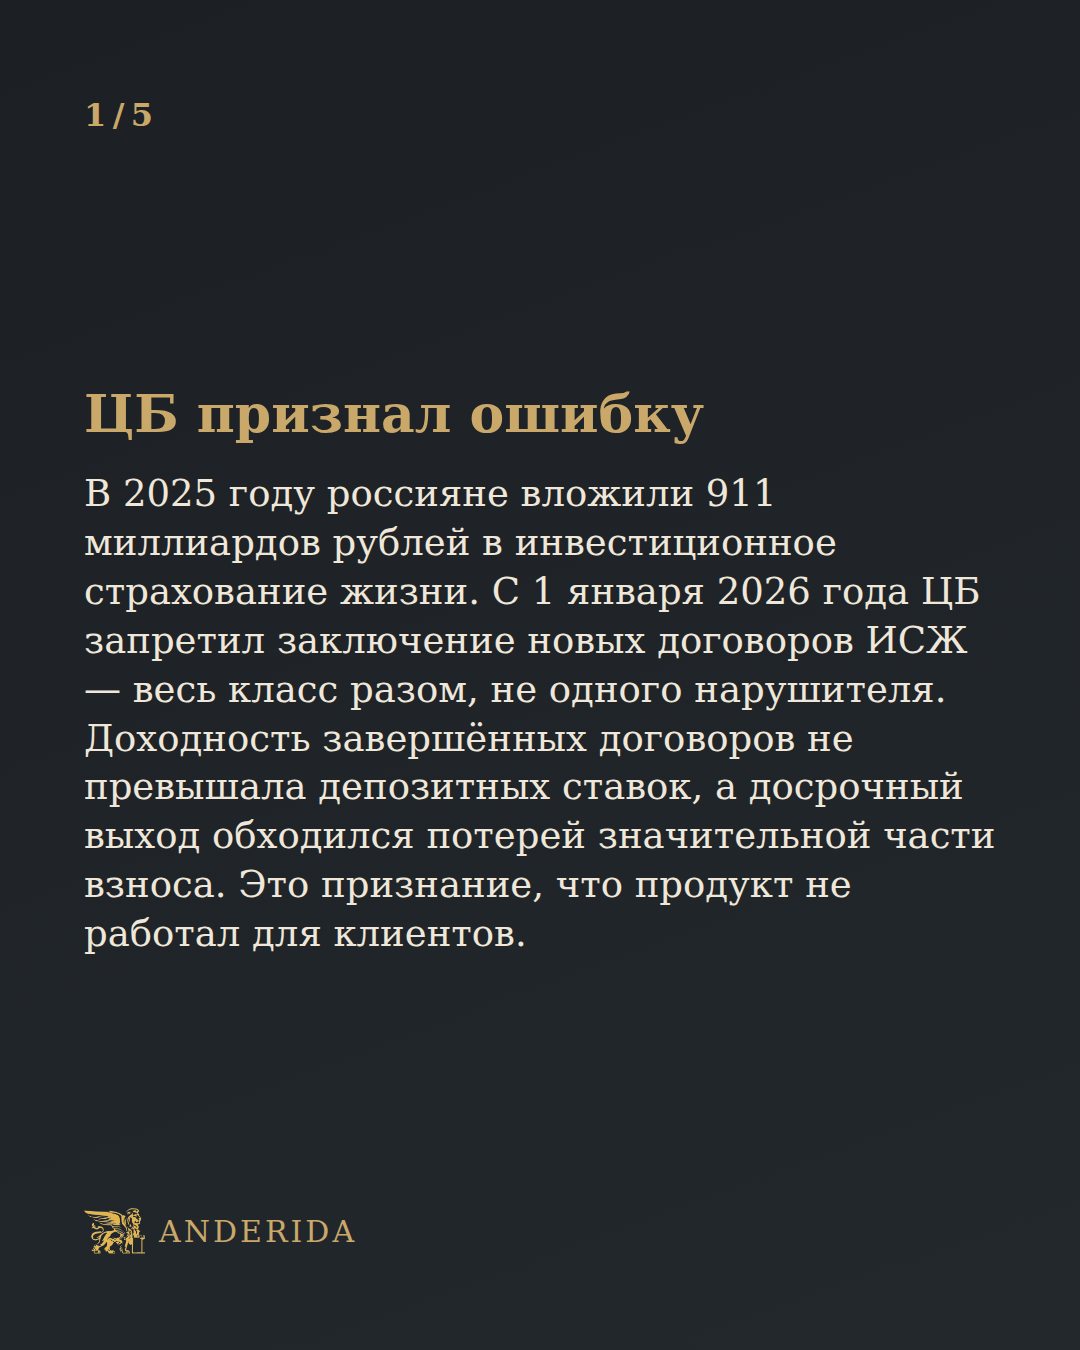 1/5
ЦБ признал ошибку
В 2025 году россияне вложили 911
миллиардов рублей в инвестиционное
страхование жизни. С 1 января 2026 года ЦБ
запретил заключение новых договоров ИСЖ
— весь класс разом, не одного нарушителя.
Доходность завершённых договоров не
превышала депозитных ставок, а досрочный
выход обходился потерей значительной части
взноса. Это признание, что продукт не
работал для клиентов.
ANDERIDA